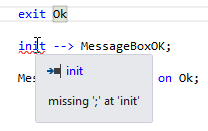 exit Ok
init --> MessageBoxOK;
Mes on Ok;
init
missing ';' at 'init'